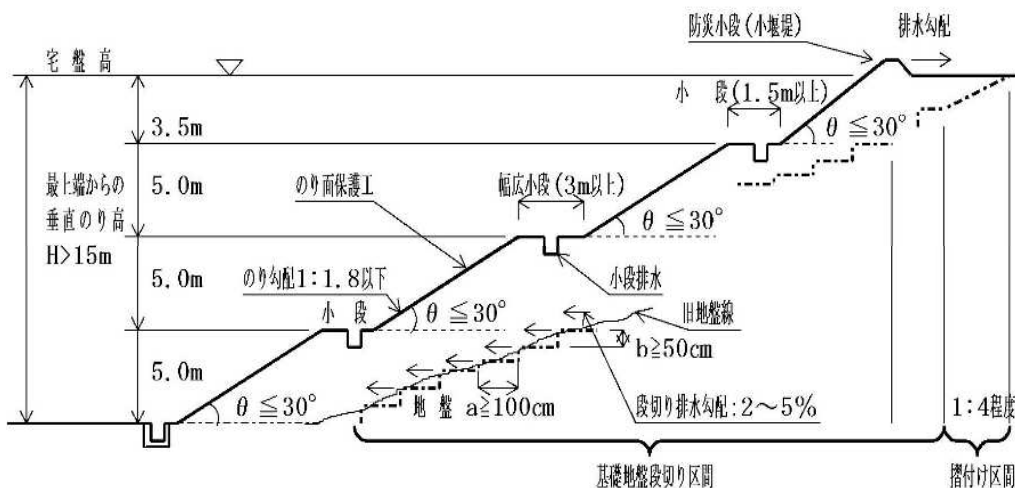 防災小段(小堰堤)
排水勾配
宅盤高
小段(1.5m以上)
3.5m
θ≦30°
最上端からの
垂直のり高
H>15m
5.0m
のり面保護工
幅広小段(3m以上)
θ≦30°
5.0m
のり勾配1:1.8以下
小段排水
小段
θ≦30°
旧地盤線
b≧50cm
5.0m
θ≦30°
地盤 a≧100cm
段切り排水勾配:2～5%
1:4程度
基礎地盤段切り区間
摺付け区間